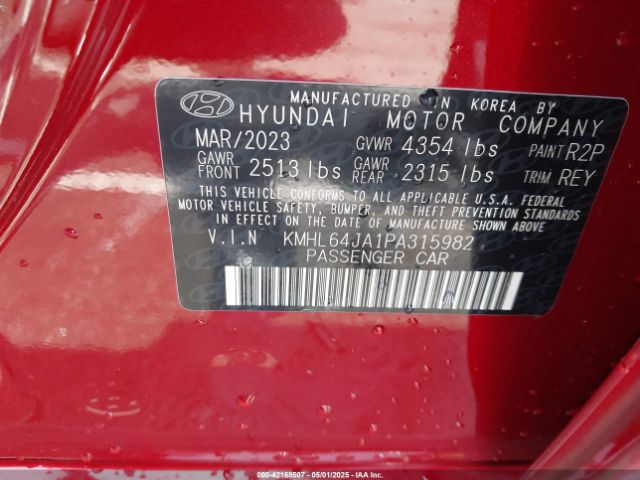 MANUFACTURED IN KOREA BY
HYUNDAI MOTOR COMPANY
MAR/2023 GVWR 4354 lbs PAINT R2P
GAWR FRONT 2513 lbs GAWR REAR 2315 lbs TRIM REY
THIS VEHICLE CONFORMS TO ALL APPLICABLE U.S.A. FEDERAL
MOTOR VEHICLE SAFETY, BUMPER, AND THEFT PREVENTION STANDARDS
IN EFFECT ON THE DATE OF MANUFACTURE SHOWN ABOVE.
V.I.N KMHL64JA1PA315982
PASSENGER CAR
000-42168507 05/01/2025 IAAI, Inc.